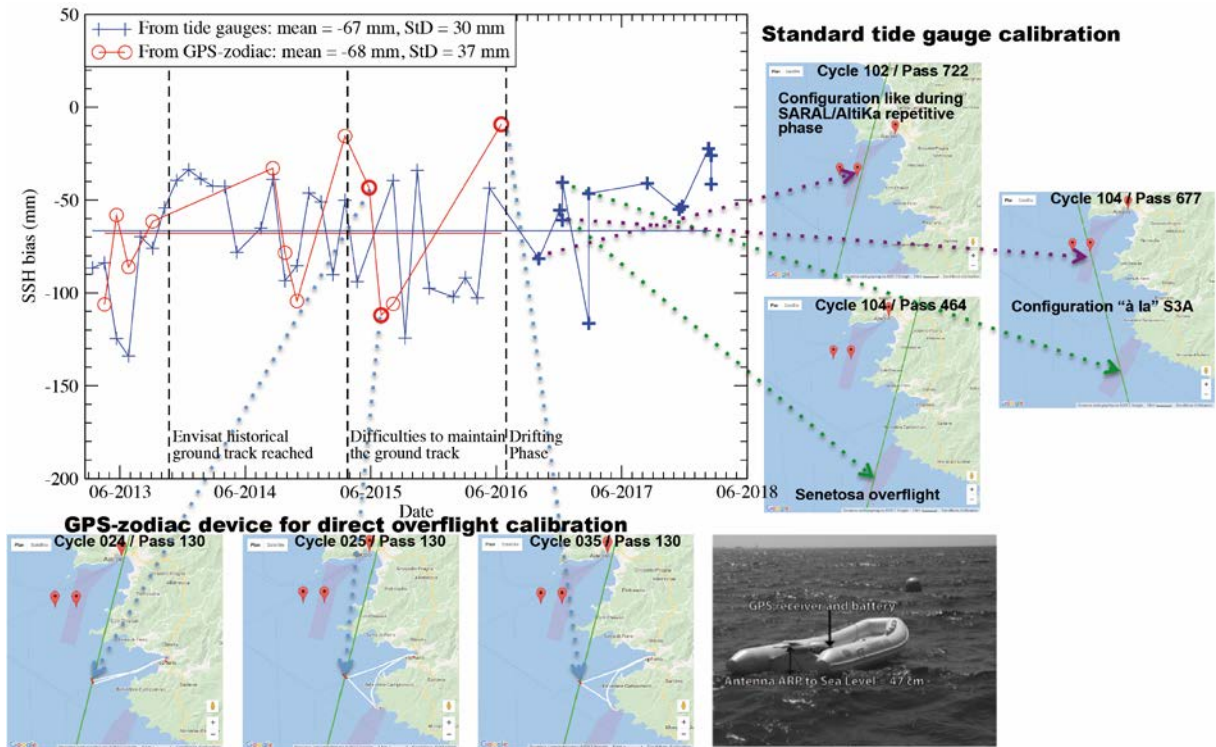 From tide gauges: mean = -67 mm, StD = 30 mm
From GPS-zodiac: mean = -68 mm, StD = 37 mm
50
0
-50
-100
-150
-200
SSH bias (mm)
Envisat historical
ground track reached
Difficulties to maintain
the ground track
Drifting
Phase
06-2013
06-2014
06-2015
06-2016
06-2017
06-2018
Date
Standard tide gauge calibration
Cycle 102 / Pass 722
Configuration like during
SARAL/AltiKa repetitive
phase
Cycle 104 / Pass 677
Configuration “à la” S3A
Cycle 104 / Pass 464
Senetosa overflight
GPS-zodiac device for direct overflight calibration
Cycle 024 / Pass 130
Cycle 025 / Pass 130
Cycle 035 / Pass 130
GPS receiver and battery
Antenna ARP to Sea Level 47 cm
Plan
Google